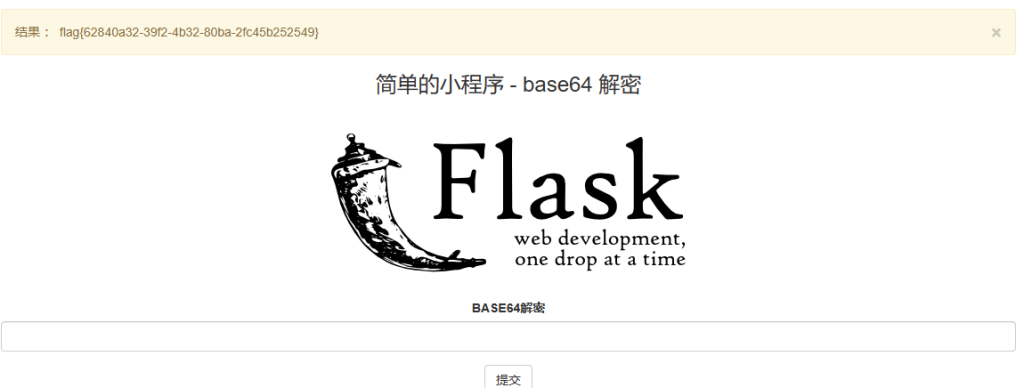 结果： flag{62840a32-39f2-4b32-80ba-2fc45b252549}
×
简单的小程序 - base64 解密
Flask
web development,
one drop at a time
BASE64解密
提交